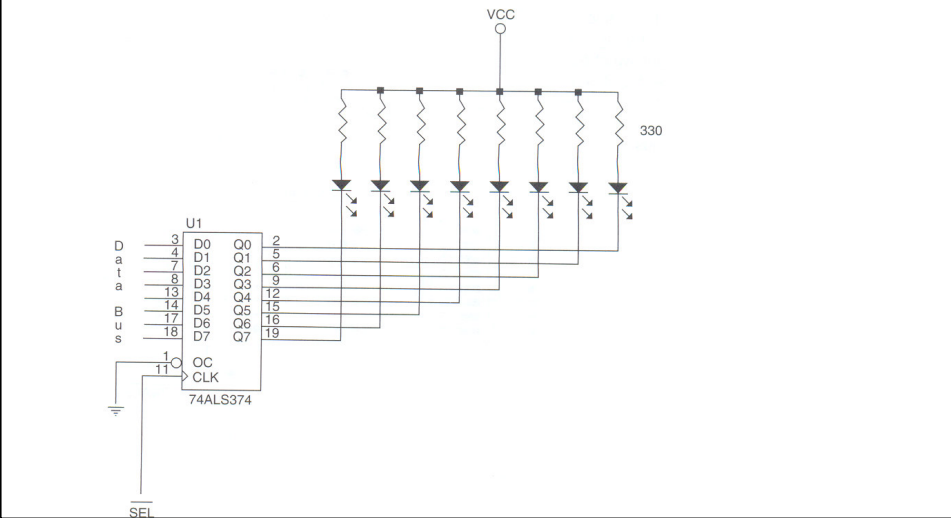 VCC
330
U1
Data Bus
3 D0 Q0 2
4 D1 Q1 5
7 D2 Q2 6
8 D3 Q3 9
13 D4 Q4 12
14 D5 Q5 15
17 D6 Q6 16
18 D7 Q7 19
1 OC
11 CLK
74ALS374
SEL